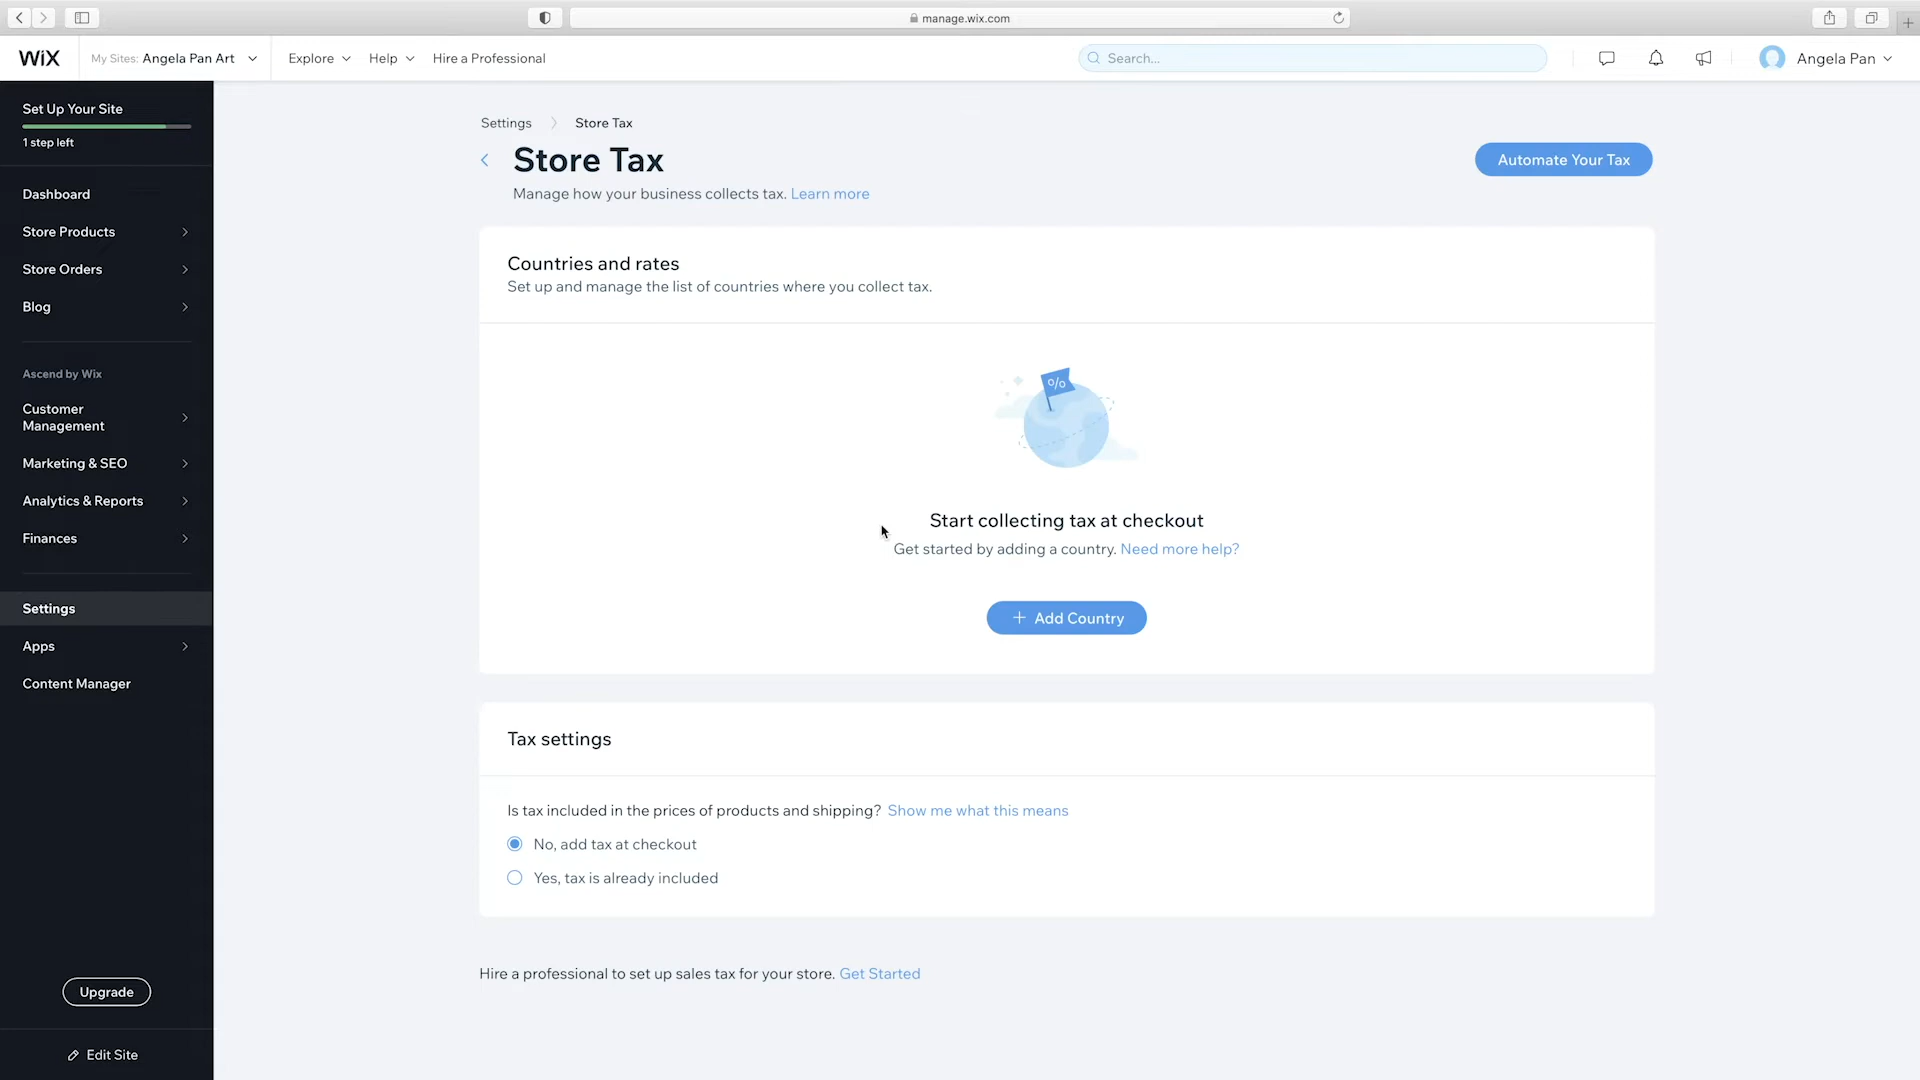 manage.wix.com
WiX
My Sites: Angela Pan Art
Explore
Help
Hire a Professional
Search...
Angela Pan
Set Up Your Site
1 step left
Dashboard
Store Products
Store Orders
Blog
Ascend by Wix
Customer
Management
Marketing & SEO
Analytics & Reports
Finances
Settings
Apps
Content Manager
Upgrade
Edit Site
Settings
Store Tax
Store Tax
Automate Your Tax
Manage how your business collects tax. Learn more
Countries and rates
Set up and manage the list of countries where you collect tax.
%
Start collecting tax at checkout
Get started by adding a country. Need more help?
+ Add Country
Tax settings
Is tax included in the prices of products and shipping? Show me what this means
No, add tax at checkout
Yes, tax is already included
Hire a professional to set up sales tax for your store. Get Started